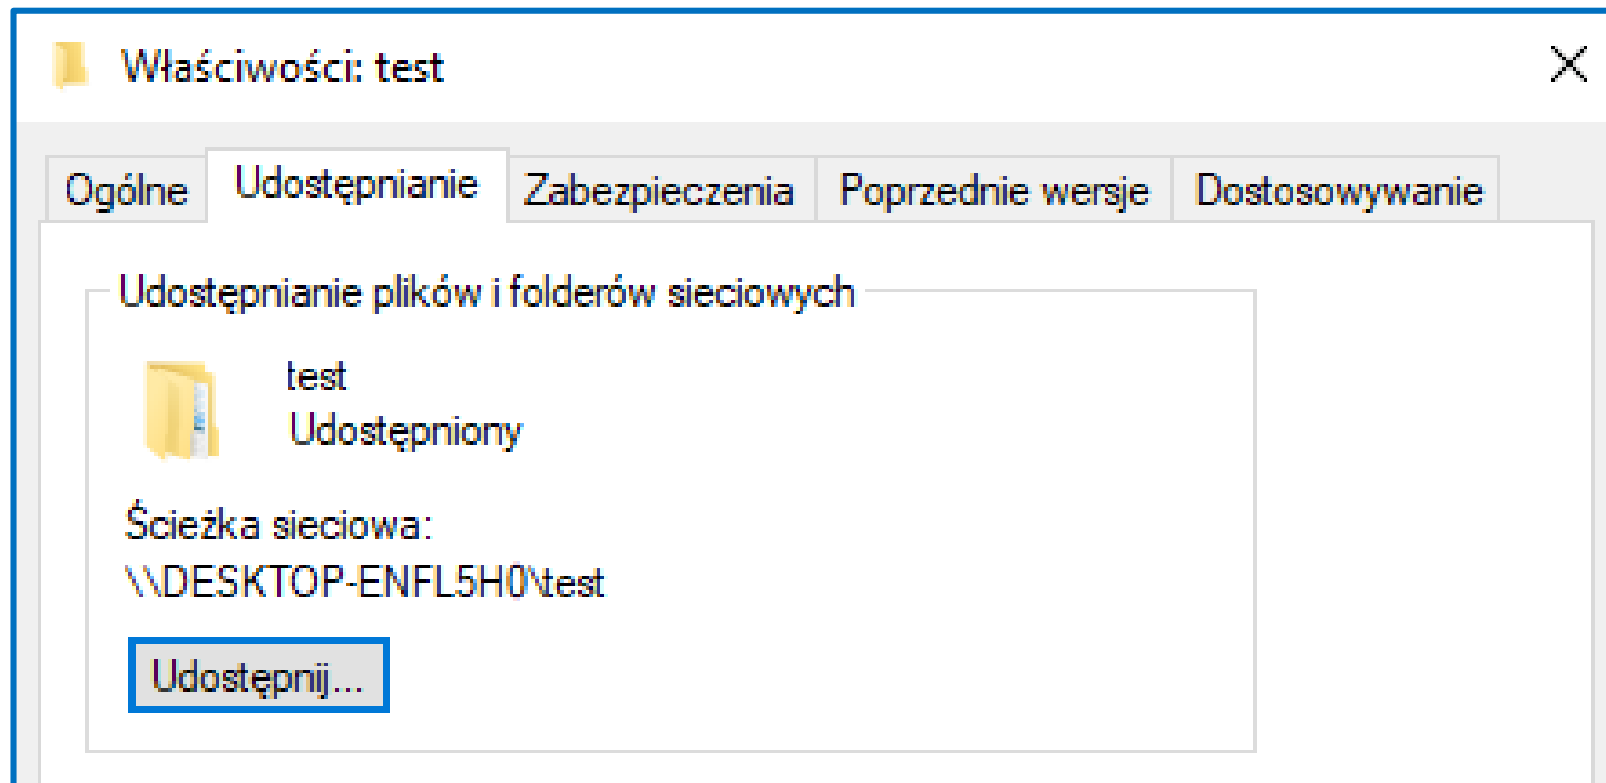 Właściwości: test
Ogólne Udostępnianie Zabezpieczenia Poprzednie wersje Dostosowywanie
Udostępnianie plików i folderów sieciowych
test
Udostępniony
Ścieżka sieciowa:
\\DESKTOP-ENFL5H0\test
Udostępnij...